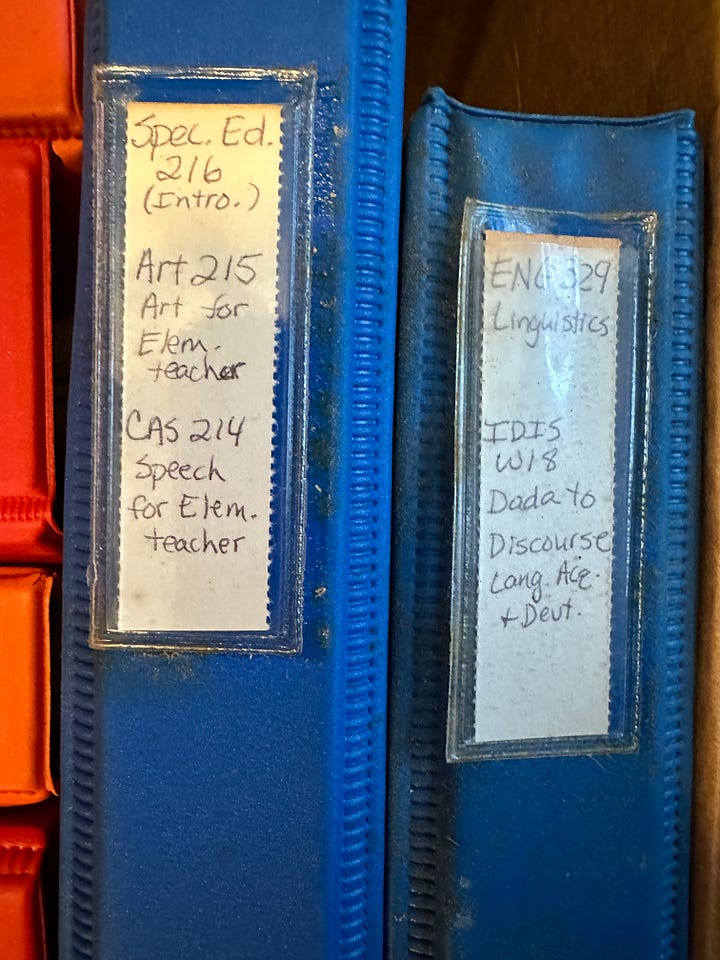 Spec. Ed.
216
(Intro.)
Art 215
Art for
Elem.
teacher
CAS 214
Speech
for Elem.
teacher
ENG 329
Linguistics
IDIS
W18
Dada to
Discourse
Lang. Acq.
+ Devt.